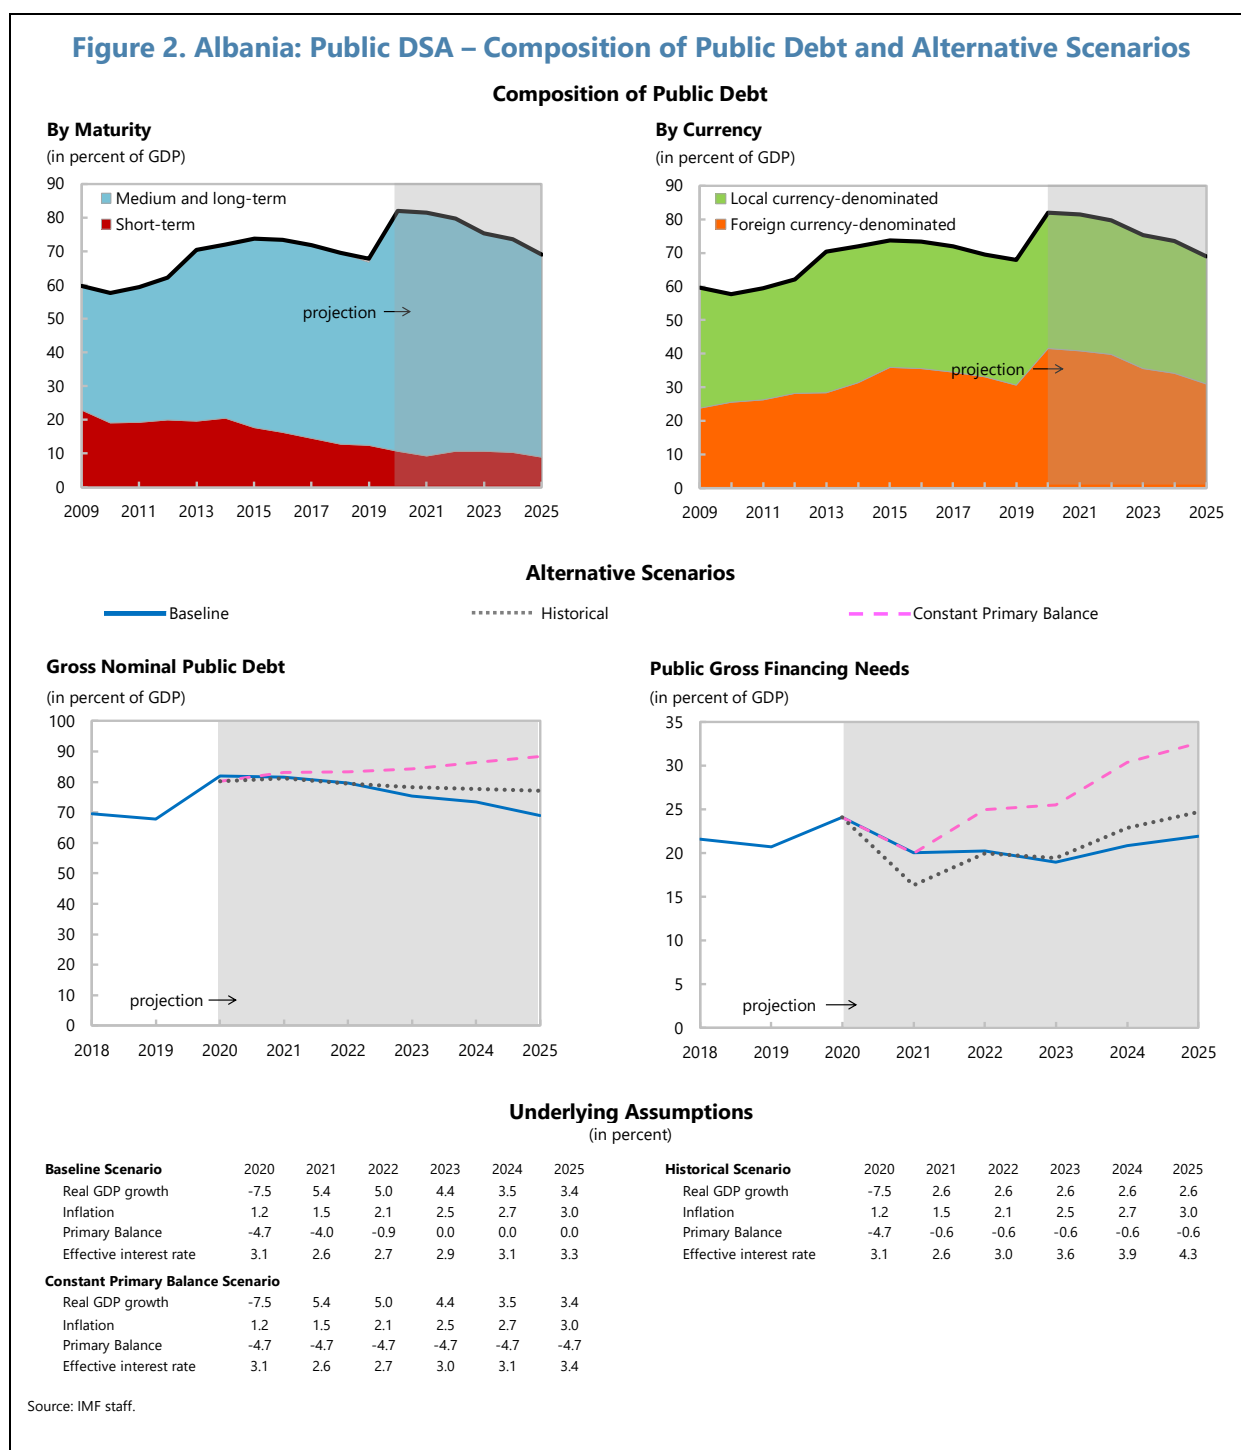 Figure 2. Albania: Public DSA – Composition of Public Debt and Alternative Scenarios
Composition of Public Debt
By Maturity
(in percent of GDP)
90
80
70
60
50
40
30
20
10
0
Medium and long-term
Short-term
projection
2009 2011 2013 2015 2017 2019 2021 2023 2025
By Currency
(in percent of GDP)
90
80
70
60
50
40
30
20
10
0
Local currency-denominated
Foreign currency-denominated
projection
2009 2011 2013 2015 2017 2019 2021 2023 2025
Alternative Scenarios
Baseline Historical Constant Primary Balance
Gross Nominal Public Debt
(in percent of GDP)
100
90
80
70
60
50
40
30
20
10
0
projection
2018 2019 2020 2021 2022 2023 2024 2025
Public Gross Financing Needs
(in percent of GDP)
35
30
25
20
15
10
5
0
projection
2018 2019 2020 2021 2022 2023 2024 2025
Underlying Assumptions
(in percent)
Baseline Scenario 2020 2021 2022 2023 2024 2025
Real GDP growth -7.5 5.4 5.0 4.4 3.5 3.4
Inflation 1.2 1.5 2.1 2.5 2.7 3.0
Primary Balance -4.7 -4.0 -0.9 0.0 0.0 0.0
Effective interest rate 3.1 2.6 2.7 2.9 3.1 3.3
Constant Primary Balance Scenario
Real GDP growth -7.5 5.4 5.0 4.4 3.5 3.4
Inflation 1.2 1.5 2.1 2.5 2.7 3.0
Primary Balance -4.7 -4.7 -4.7 -4.7 -4.7 -4.7
Effective interest rate 3.1 2.6 2.7 3.0 3.1 3.4
Historical Scenario 2020 2021 2022 2023 2024 2025
Real GDP growth -7.5 2.6 2.6 2.6 2.6 2.6
Inflation 1.2 1.5 2.1 2.5 2.7 3.0
Primary Balance -4.7 -0.6 -0.6 -0.6 -0.6 -0.6
Effective interest rate 3.1 2.6 3.0 3.6 3.9 4.3
Source: IMF staff.